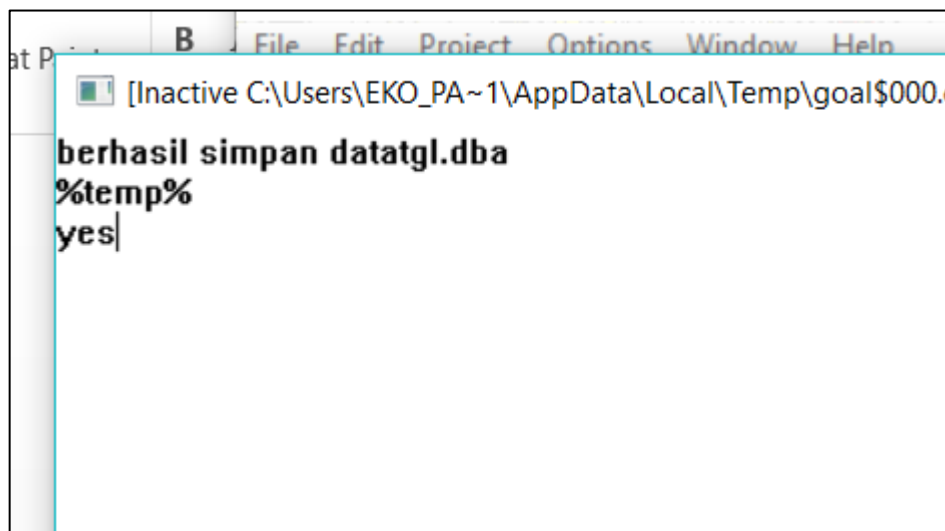 B
File Edit Project Options Window Help
at P
[Inactive C:\Users\EKO_PA~1\AppData\Local\Temp\goal$000.
berhasil simpan datatgl.dba
%temp%
yes